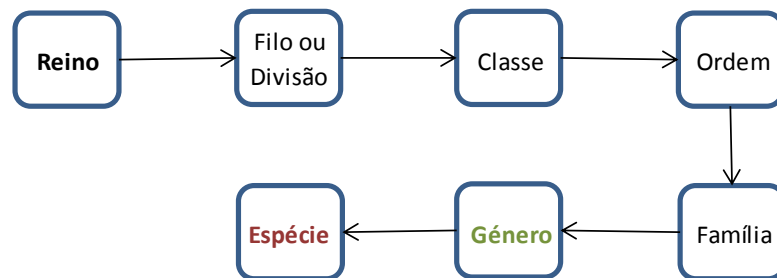 Reino
Filo ou
Divisão
Classe
Ordem
Família
Género
Espécie